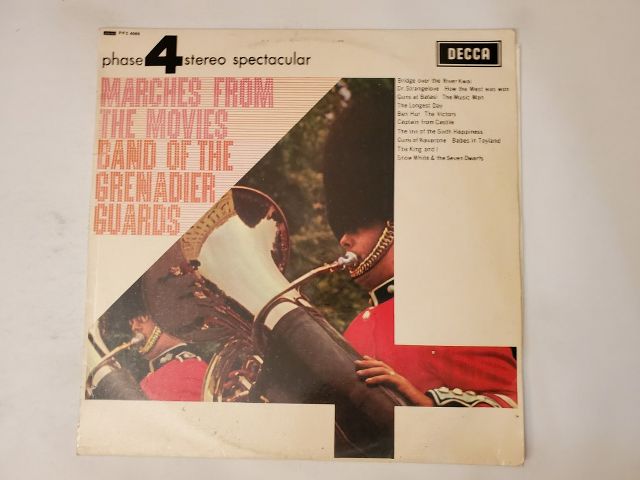 PFC 4066
phase 4 stereo spectacular
DECCA
MARCHES FROM
THE MOVIES
BAND OF THE
GRENADIER
GUARDS
Bridge over the River Kwai
Dr. Strangelove How the West was won
Guns at Batasi The Music Man
The Longest Day
Ben Hur The Victors
Captain from Castile
The Inn of the Sixth Happiness
Guns of Navarone Babes in Toyland
The King and I
Snow White & the Seven Dwarfs